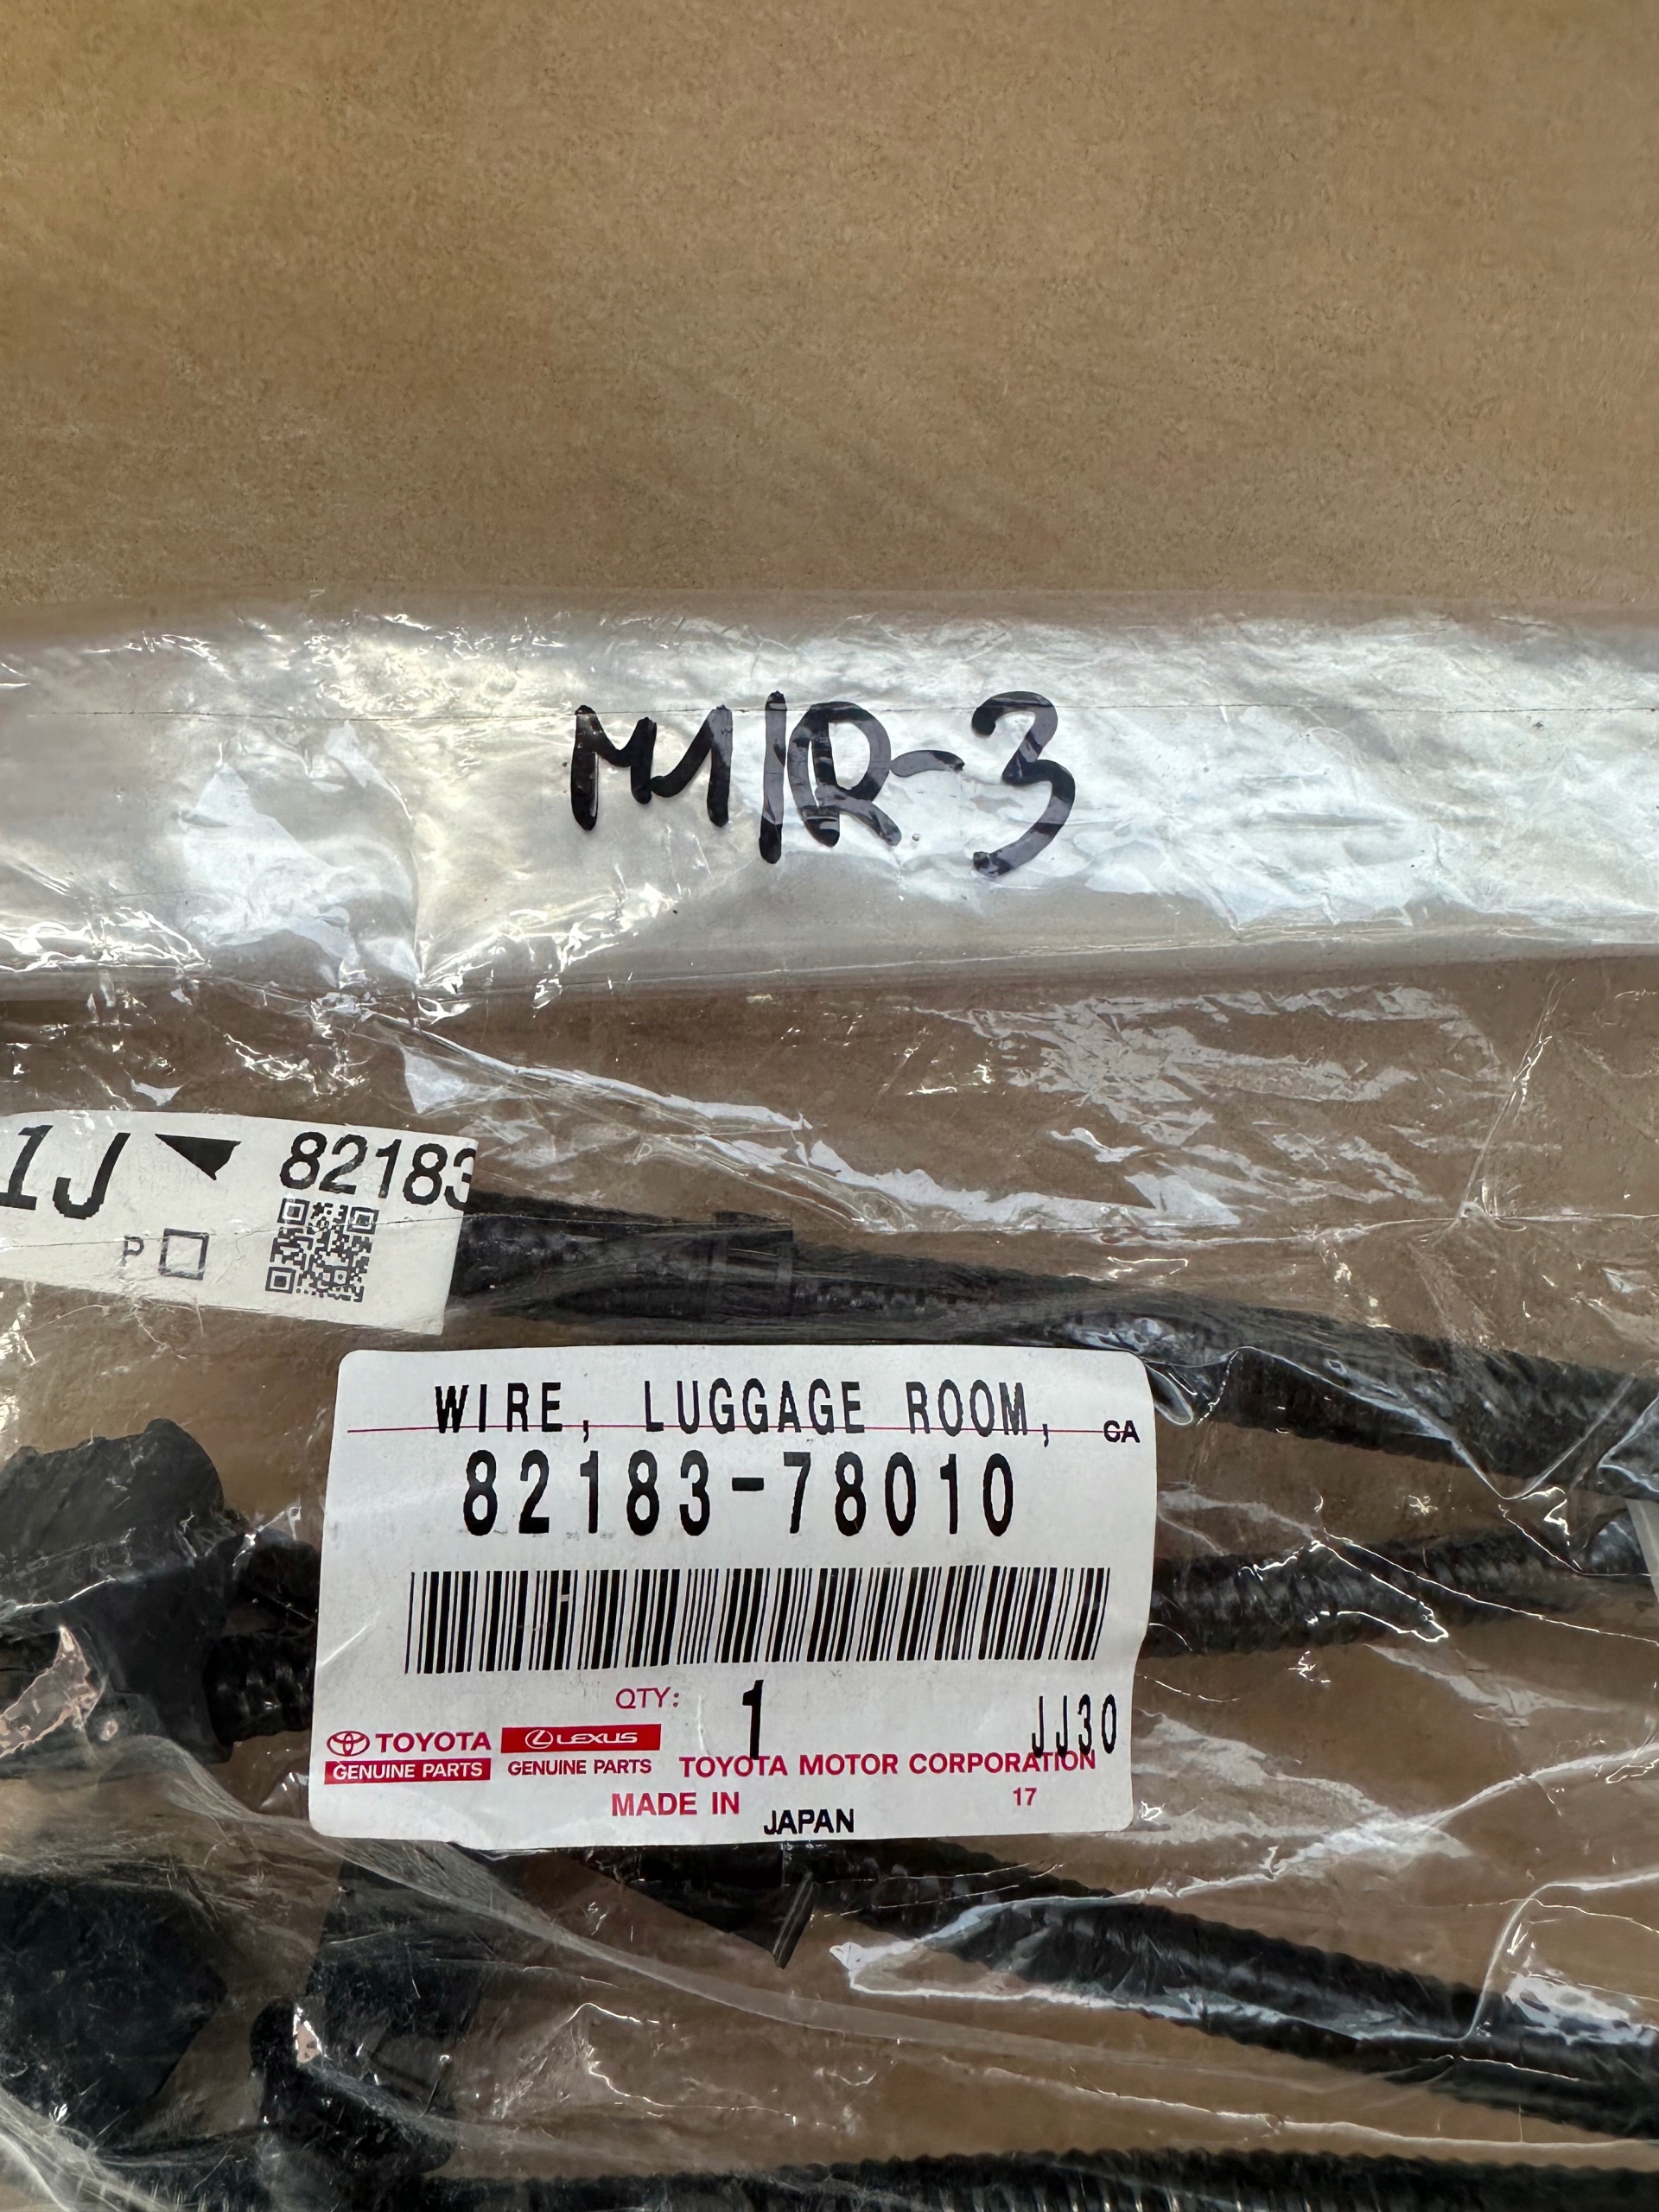 M1/R-3
1J 82183
P
WIRE, LUGGAGE ROOM, CA
82183-78010
QTY: 1 JJ30
TOYOTA LEXUS
GENUINE PARTS GENUINE PARTS TOYOTA MOTOR CORPORATION
MADE IN JAPAN 17